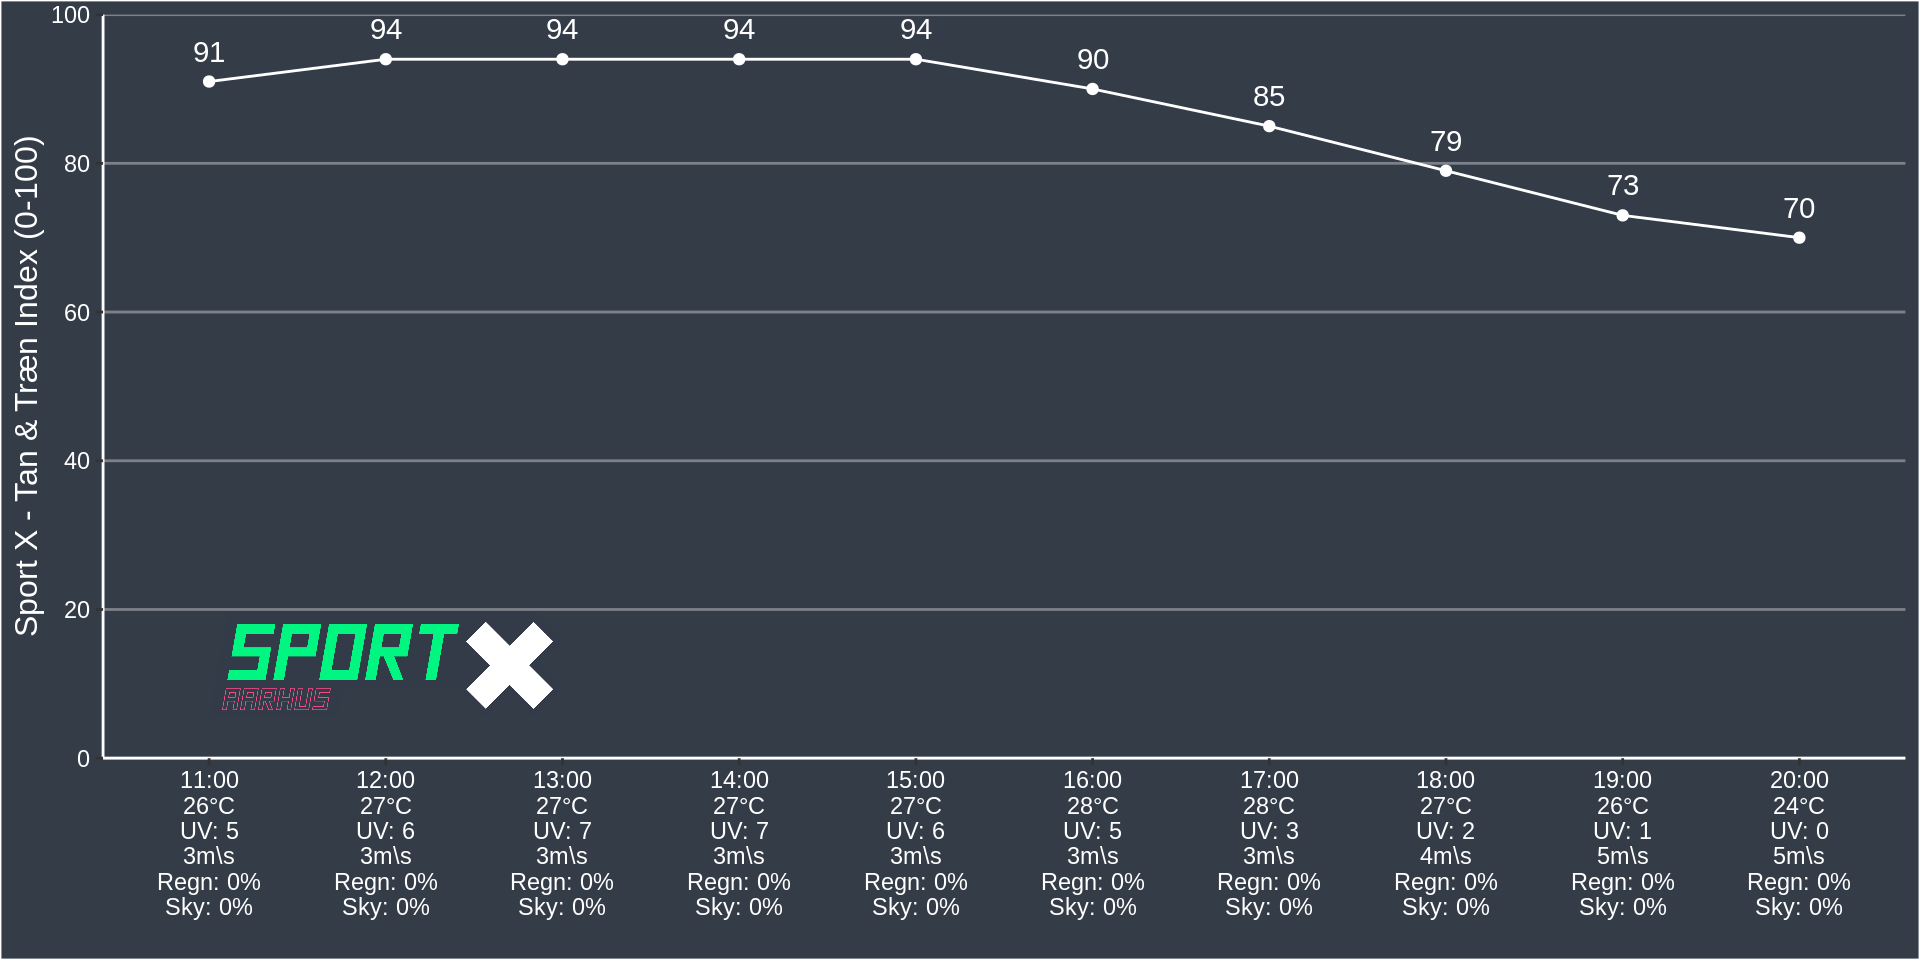 Sport X - Tan & Træn Index (0-100)
100
80
60
40
20
0
91
94
94
94
94
90
85
79
73
70
SPORT X
AARHUS
11:00 12:00 13:00 14:00 15:00 16:00 17:00 18:00 19:00 20:00
26°C 27°C 27°C 27°C 27°C 28°C 28°C 27°C 26°C 24°C
UV: 5 UV: 6 UV: 7 UV: 7 UV: 6 UV: 5 UV: 3 UV: 2 UV: 1 UV: 0
3m\s 3m\s 3m\s 3m\s 3m\s 3m\s 3m\s 4m\s 5m\s 5m\s
Regn: 0% Regn: 0% Regn: 0% Regn: 0% Regn: 0% Regn: 0% Regn: 0% Regn: 0% Regn: 0% Regn: 0%
Sky: 0% Sky: 0% Sky: 0% Sky: 0% Sky: 0% Sky: 0% Sky: 0% Sky: 0% Sky: 0% Sky: 0%